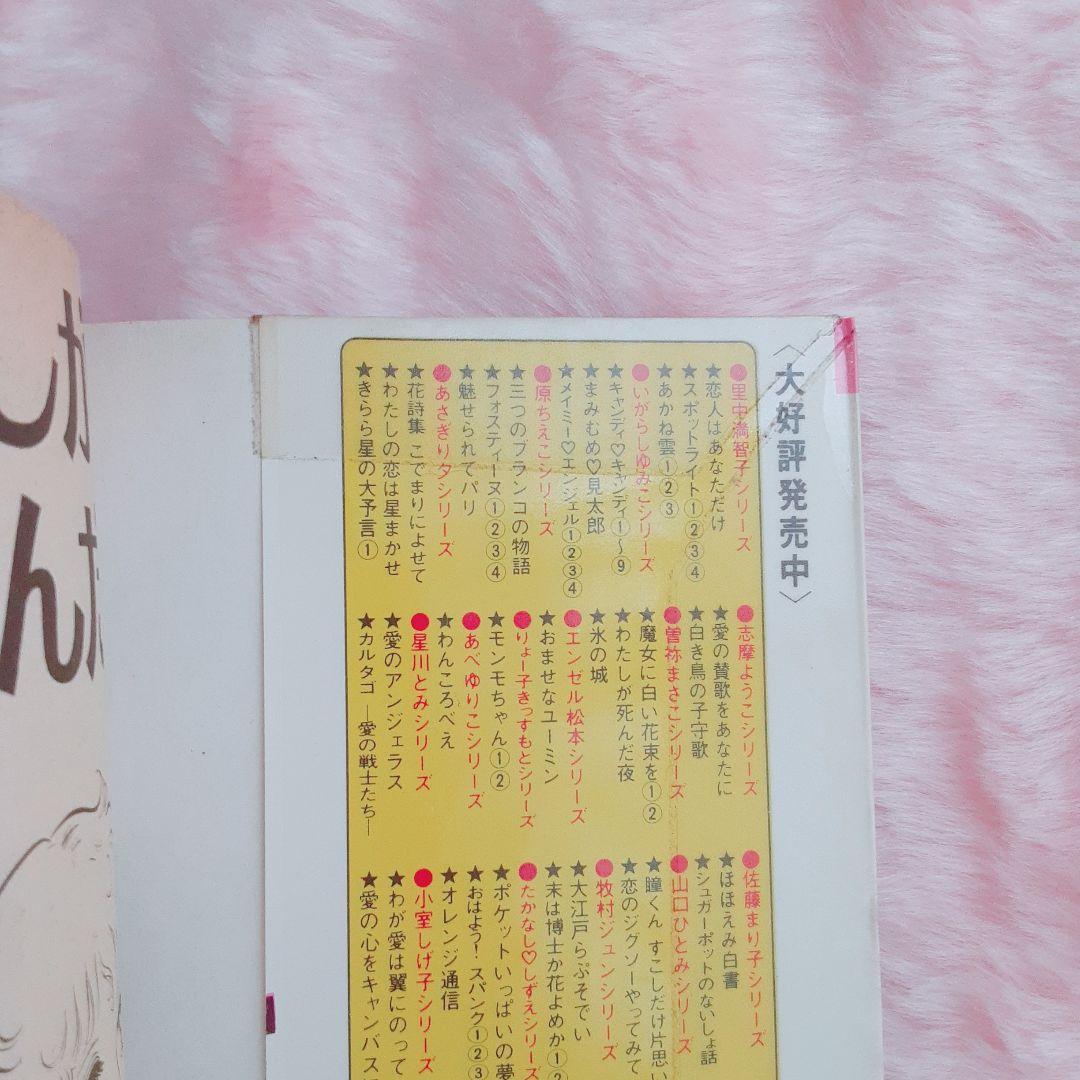 〈大好評発売中〉
●里中満智子シリーズ
★恋人はあなただけ
★スポットライト①②③④
★あかね雲①②③
●いがらしゆみこシリーズ
★キャンディ♡キャンディ①〜⑨
★まみむめ♡見太郎
★メイミー♡エンジェル①②③④
●原ちえこシリーズ
★三つのブランコの物語
★フォスティーヌ①②③④
★魅せられてパリ
●あさぎり夕シリーズ
★花詩集 こでまりによせて
★わたしの恋は星まかせ
★きらら星の大予言①
●志摩ようこシリーズ
★愛の賛歌をあなたに
★白き鳥の子守歌
●曽祢まさこシリーズ
★魔女に白い花束を①②
★わたしが死んだ夜
★氷の城
●エンゼル松本シリーズ
★おませなユーミン
●りょー子きっすもとシリーズ
★モンモちゃん①②
●あべゆりこシリーズ
★わんころべえ
●星川とみシリーズ
★愛のアンジェラス
★カルタゴ ―愛の戦士たち―
●佐藤まり子シリーズ
★ほほえみ白書
★シュガーポットのないしょ話
●山口ひとみシリーズ
★瞳くん すこしだけ片思い
★恋のジグソーやってみて
●牧村ジュンシリーズ
★大江戸らぷそでい
★末は博士か花よめか①②
●たかなし♡しずえシリーズ
★ポケットいっぱいの夢
★おはよう!スパンク①②③
★オレンジ通信
●小室しげ子シリーズ
★わが愛は翼にのって
★愛の心をキャンバスに